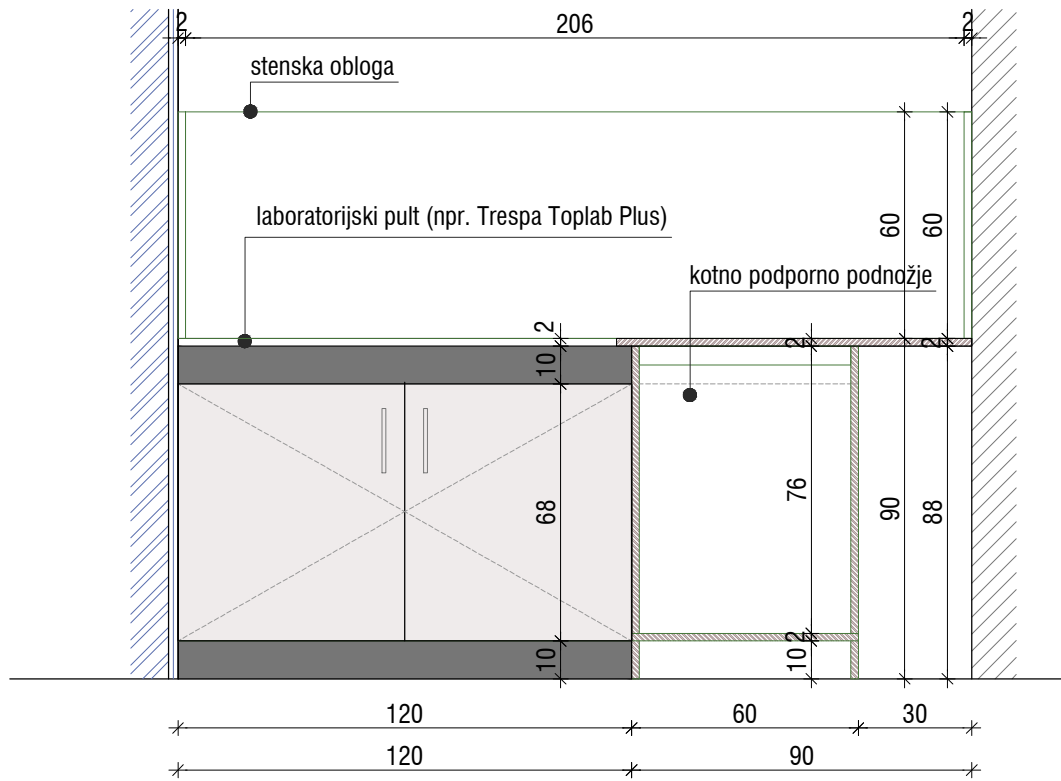 2 206 2
stenska obloga
laboratorijski pult (npr. Trespa Toplab Plus)
60 60
kotno podporno podnožje
2 2 2
10
68 76 90 88
2
10 10
120 60 30
120 90